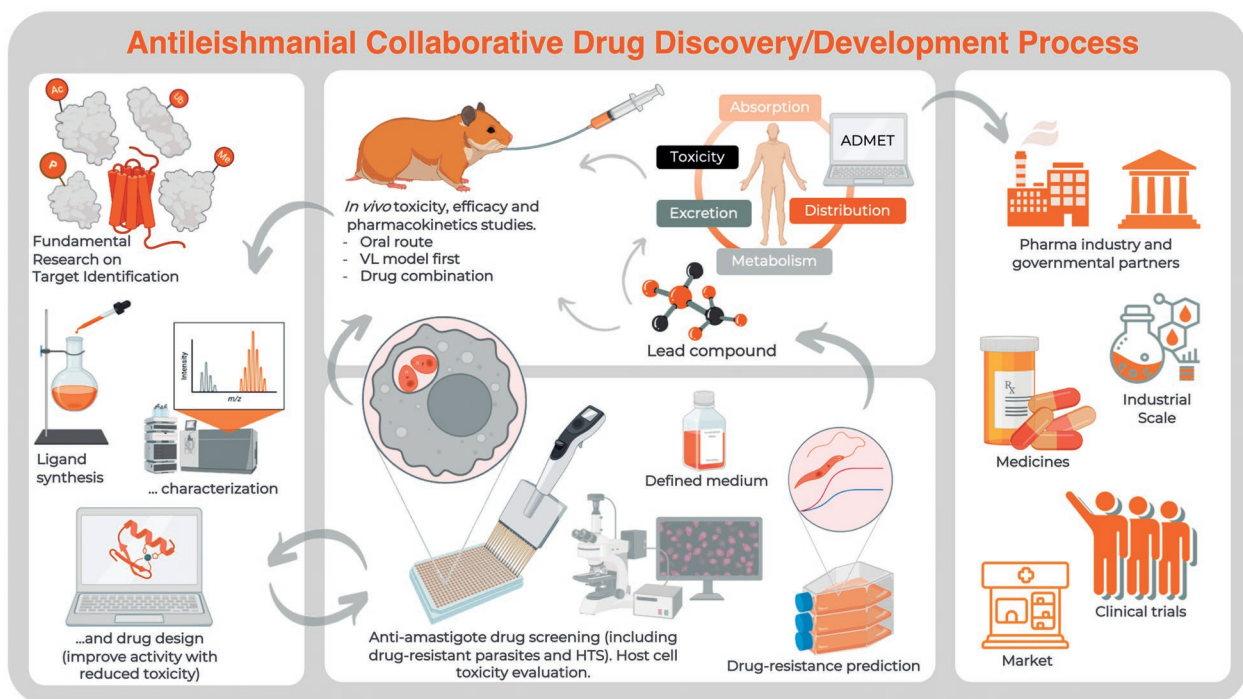 Antileishmanial Collaborative Drug Discovery/Development Process
Ac
Ub
P
Me
Fundamental
Research on
Target Identification
Intensity
m/z
Ligand
synthesis
... characterization
...and drug design
(improve activity with
reduced toxicity)
In vivo toxicity, efficacy and
pharmacokinetics studies.
- Oral route
- VL model first
- Drug combination
Absorption
ADMET
Toxicity
Excretion
Distribution
Metabolism
Lead compound
Defined medium
Anti-amastigote drug screening (including
drug-resistant parasites and HTS). Host cell
toxicity evaluation.
Drug-resistance prediction
Pharma industry and
governmental partners
Rx
Industrial
Scale
Medicines
Clinical trials
Market